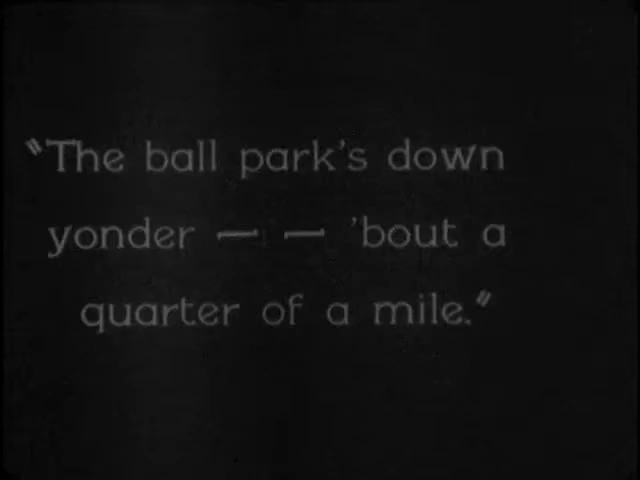 "The ball park's down
yonder — — 'bout a
quarter of a mile."